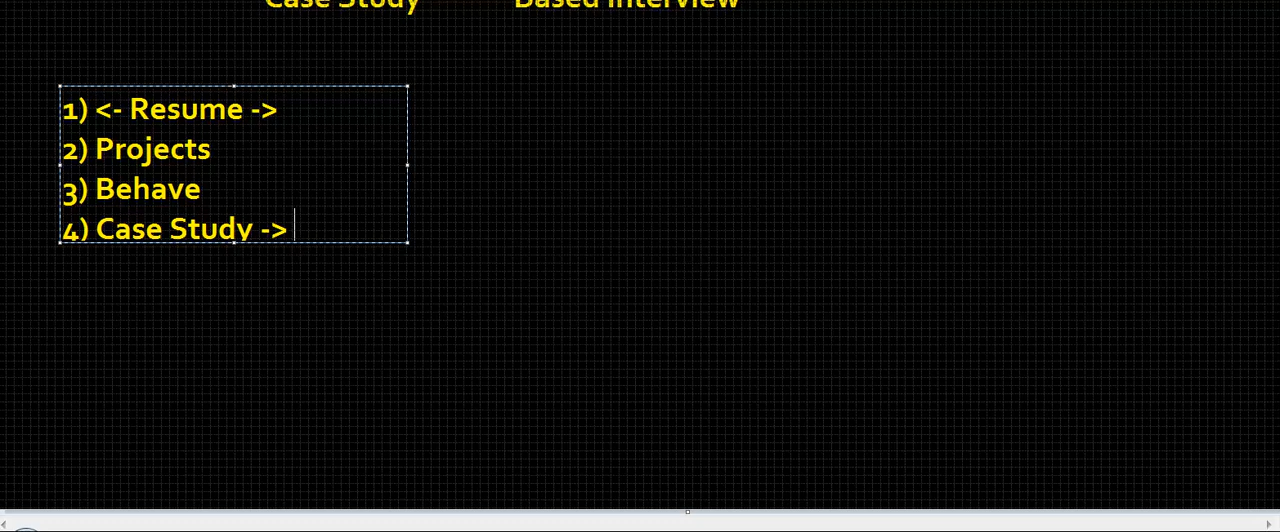 Case Study Based Interview
1) <- Resume ->
2) Projects
3) Behave
4) Case Study ->